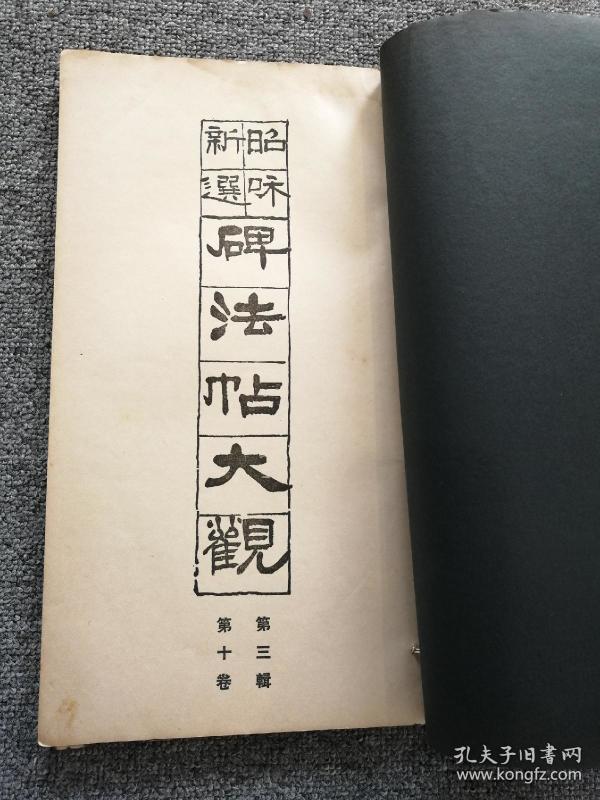 昭和
新選
碑法帖大觀
第三輯
第十卷
孔夫子旧书网
www.kongfz.com